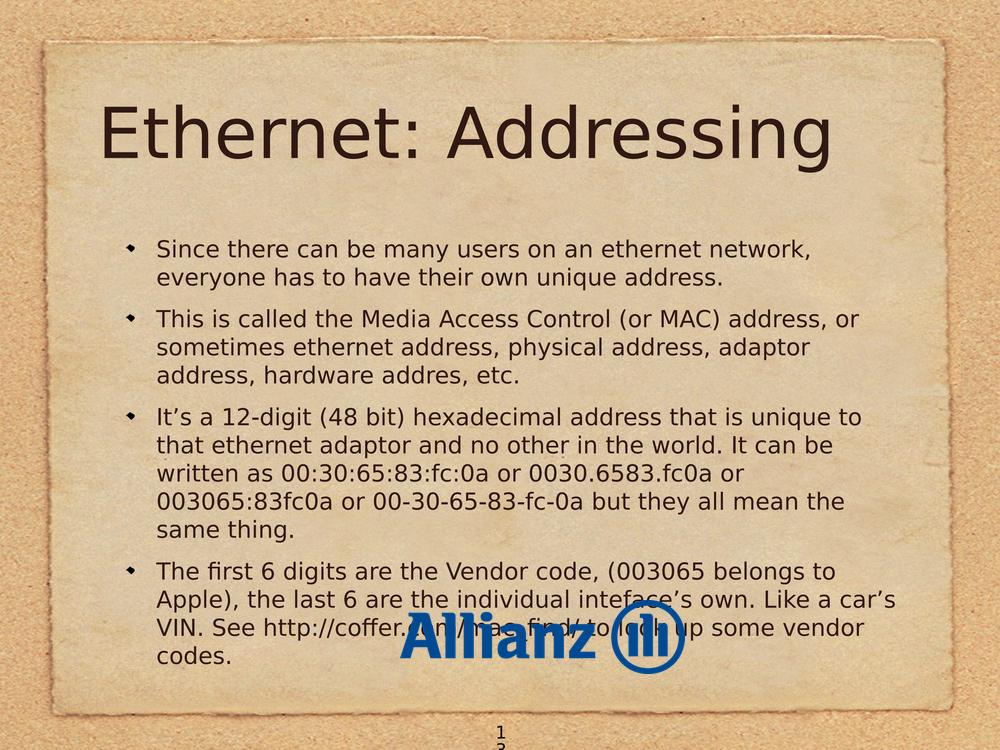 Ethernet: Addressing
Since there can be many users on an ethernet network,
everyone has to have their own unique address.
This is called the Media Access Control (or MAC) address, or
sometimes ethernet address, physical address, adaptor
address, hardware addres, etc.
It’s a 12-digit (48 bit) hexadecimal address that is unique to
that ethernet adaptor and no other in the world. It can be
written as 00:30:65:83:fc:0a or 0030.6583.fc0a or
003065:83fc0a or 00-30-65-83-fc-0a but they all mean the
same thing.
The first 6 digits are the Vendor code, (003065 belongs to
Apple), the last 6 are the individual inteface’s own. Like a car’s
VIN. See http://coffer.com/mac_find/ to look up some vendor
codes.
Allianz
1
3